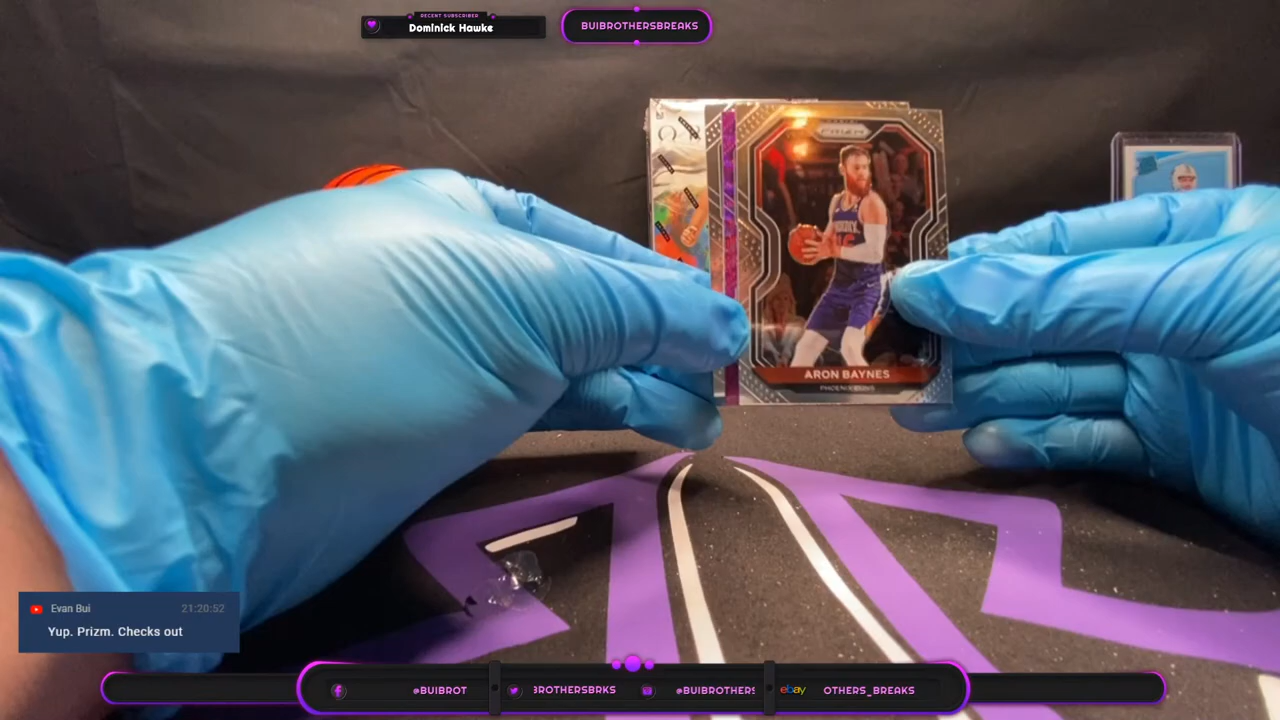 RECENT SUBSCRIBER
Dominick Hawke
BUIBROTHERSBREAKS
PRIZM
ARON BAYNES
PHOENIX SUNS
Evan Bui
21:20:52
Yup. Prizm. Checks out
@BUIBROT
BROTHERSBRKS
@BUIBROTHERS
ebay
OTHERS_BREAKS